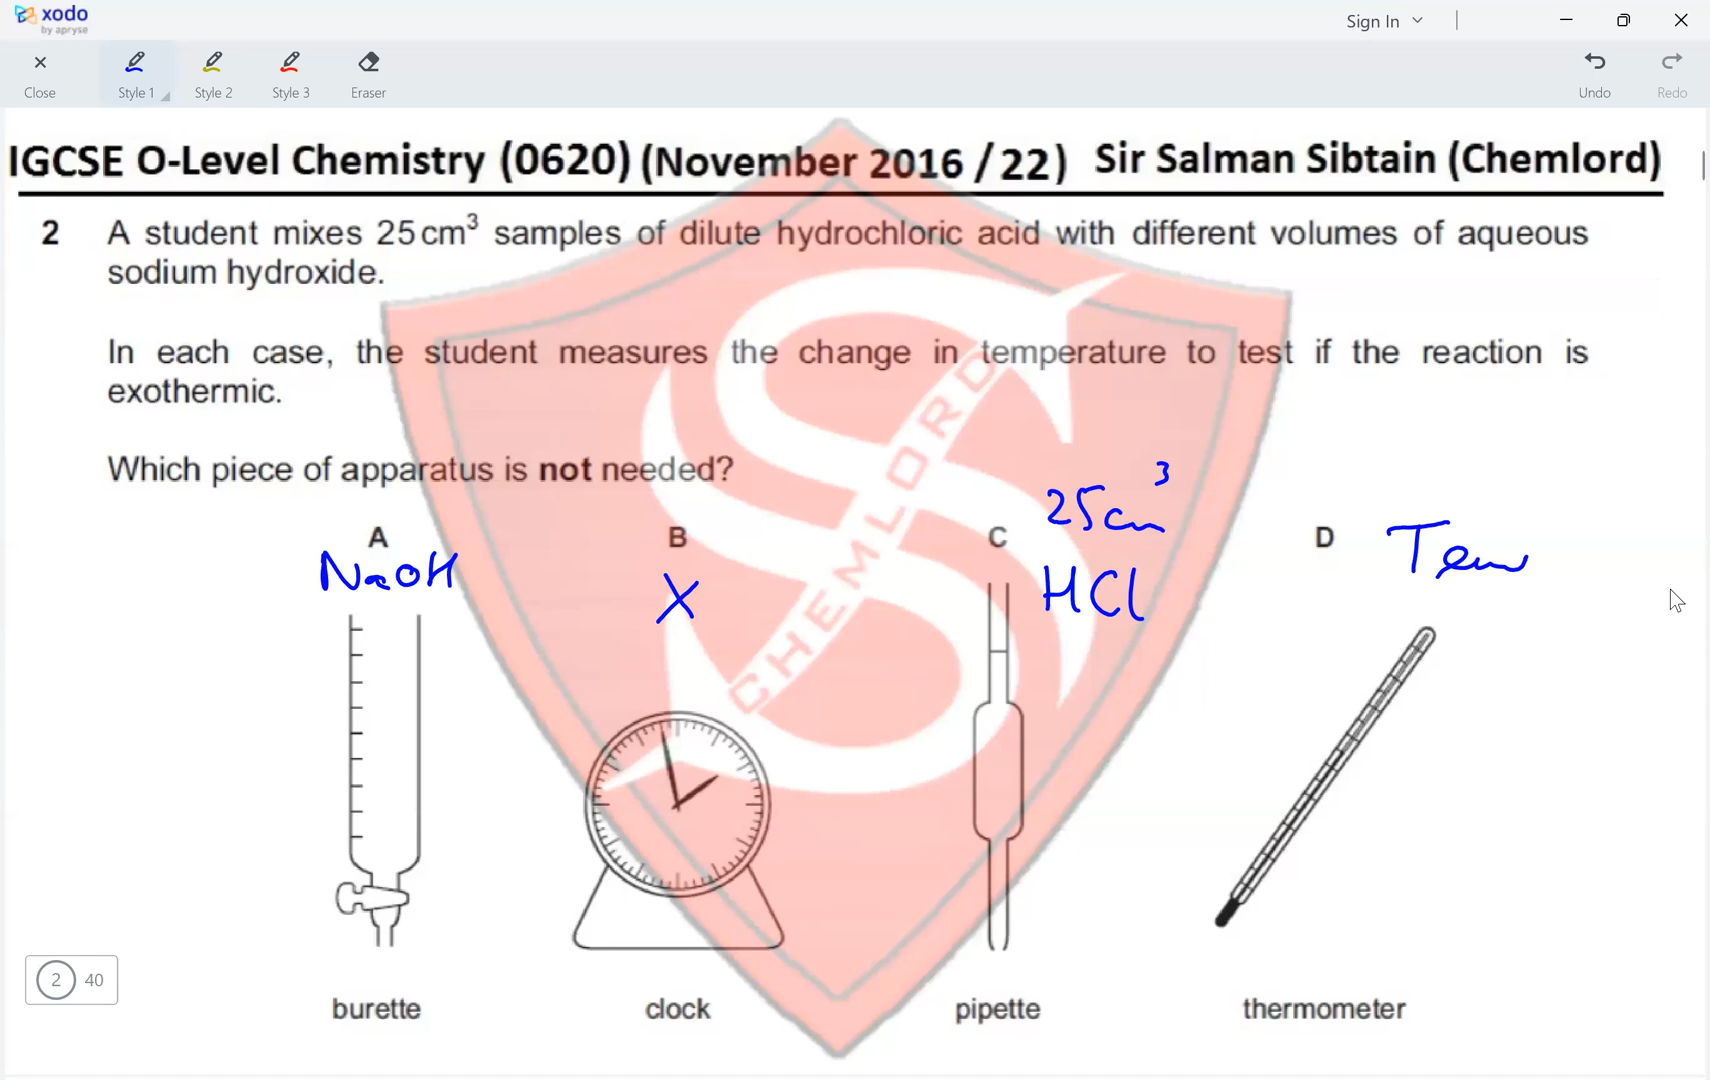 xodo
by apryse
Sign In
Close
Style 1
Style 2
Style 3
Eraser
Undo
Redo
IGCSE O-Level Chemistry (0620) (November 2016 / 22) Sir Salman Sibtain (Chemlord)
2 A student mixes 25 cm³ samples of dilute hydrochloric acid with different volumes of aqueous
sodium hydroxide.
In each case, the student measures the change in temperature to test if the reaction is
exothermic.
Which piece of apparatus is not needed?
25cm³
A B C D
NaOH X HCl Tem
CHEMLORD
2 40
burette clock pipette thermometer